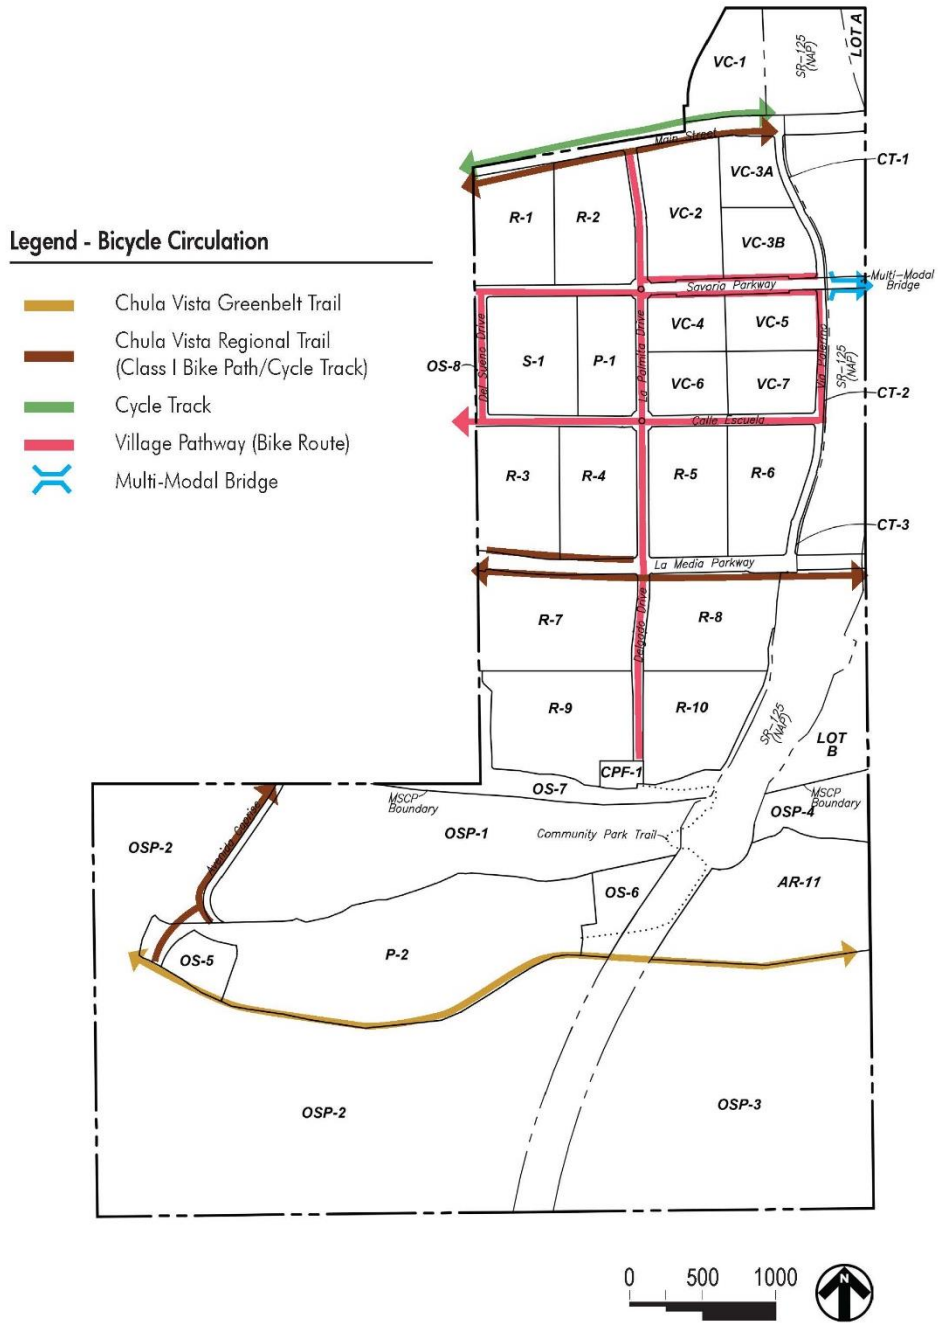 LOT A
VC-1
SR-125
(NAP)
Main Street
CT-1
VC-3A
R-1
R-2
VC-2
VC-3B
Legend - Bicycle Circulation
Multi-Modal
Bridge
Savoria Parkway
Chula Vista Greenbelt Trail
Chula Vista Regional Trail
(Class I Bike Path/Cycle Track)
Cycle Track
Village Pathway (Bike Route)
Multi-Modal Bridge
OS-8
Del Sueno Drive
S-1
P-1
La Palmita Drive
VC-4
VC-5
VC-6
VC-7
Via Palermo
SR-125
(NAP)
CT-2
Calle Escuela
R-3
R-4
R-5
R-6
CT-3
La Media Parkway
R-7
Delgado Drive
R-8
R-9
R-10
SR-125
(NAP)
LOT
B
CPF-1
OS-7
MSCP
Boundary
MSCP
Boundary
OSP-4
OSP-2
Avenida
OSP-1
Community Park Trail
OS-6
AR-11
OS-5
P-2
OSP-2
OSP-3
0 500 1000
N